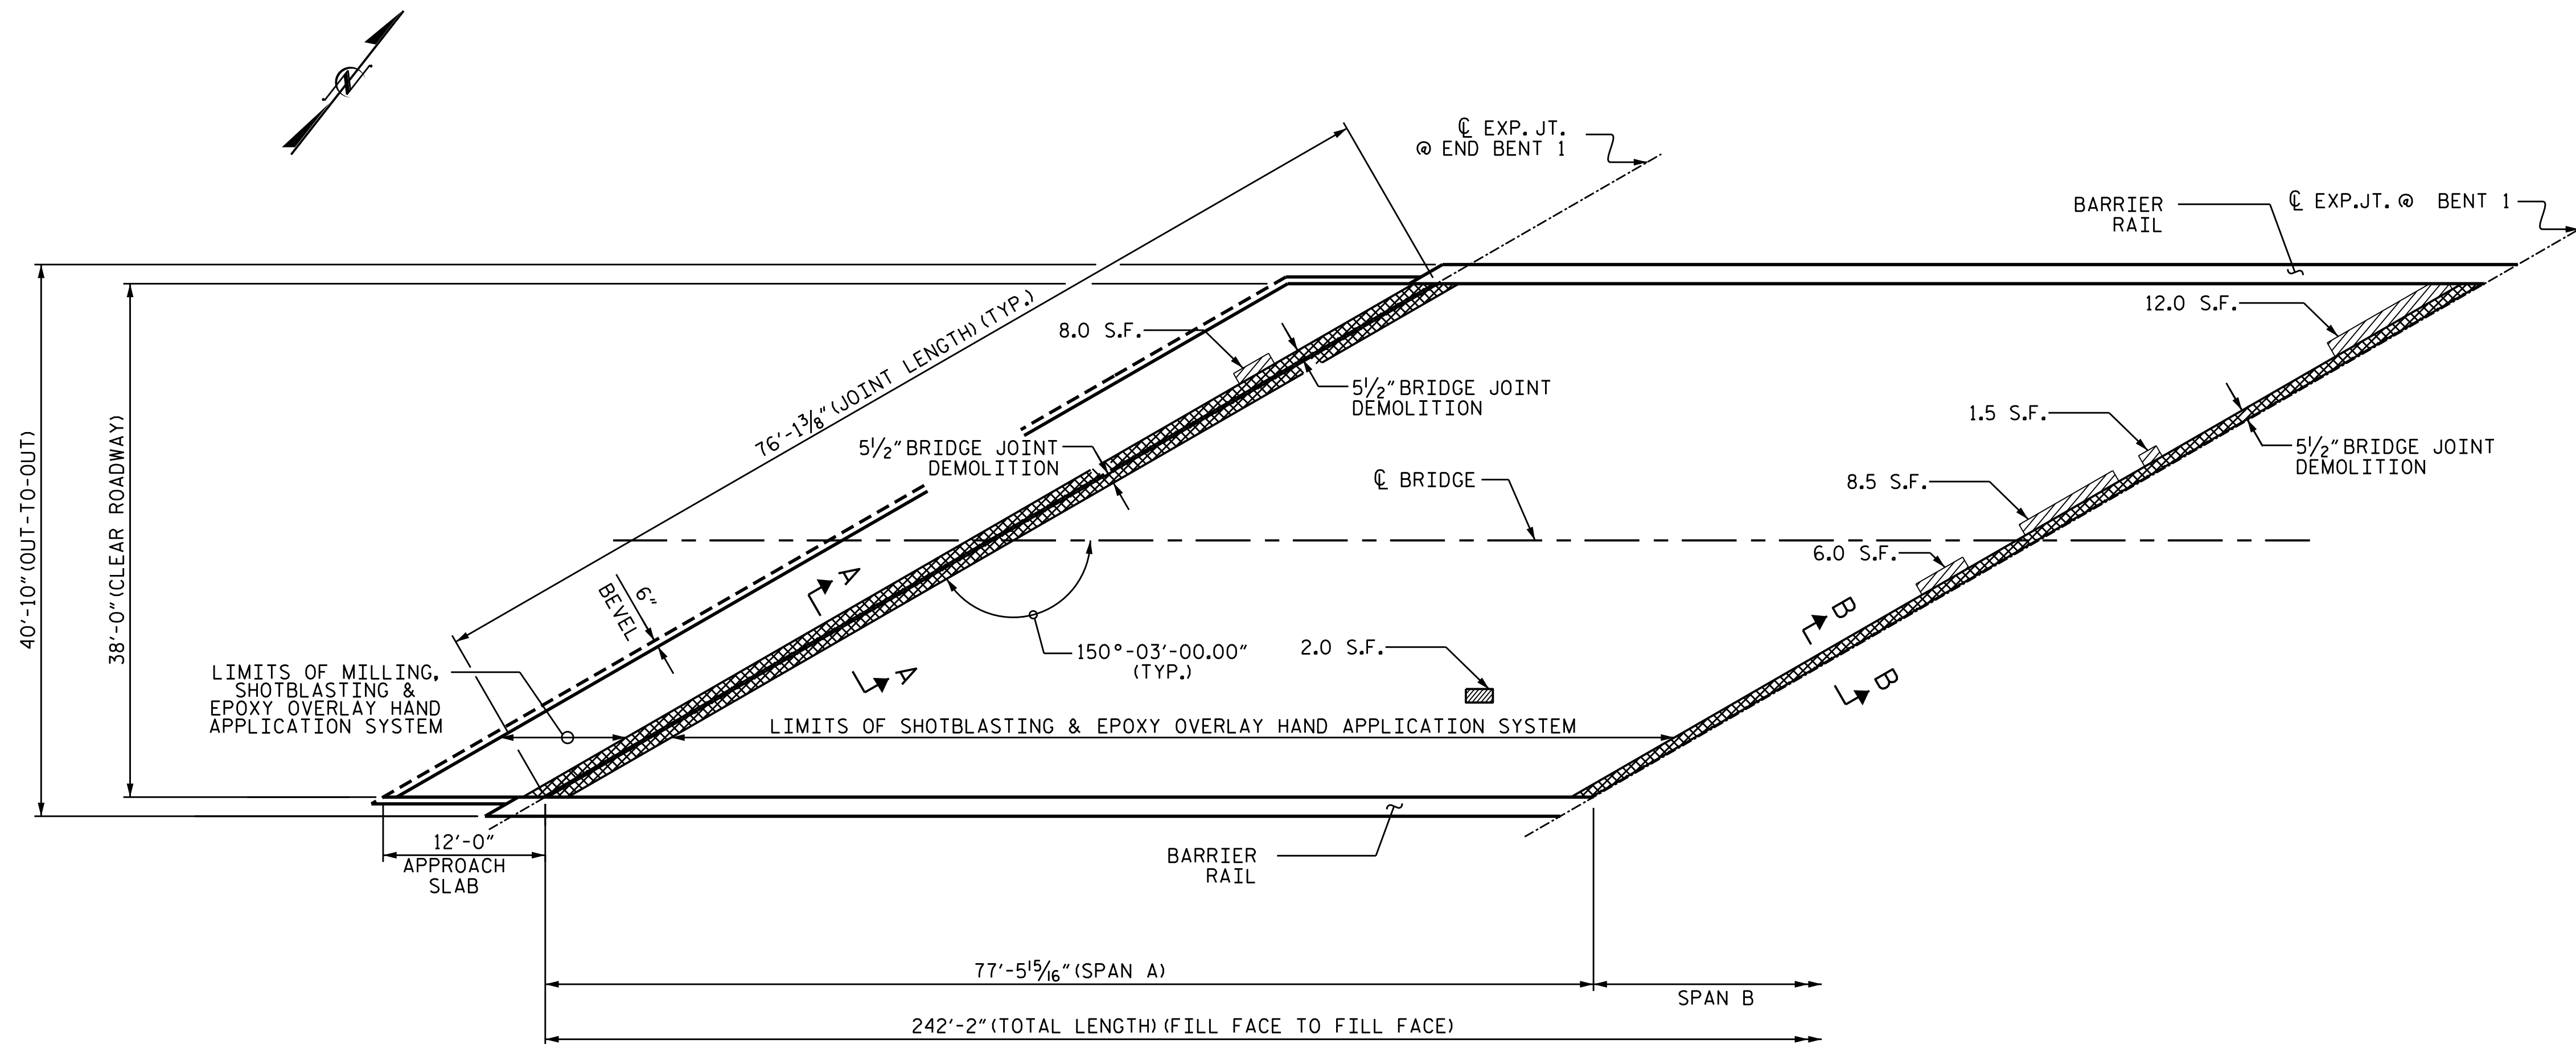 N
℄ EXP. JT.
@ END BENT 1
BARRIER
RAIL
℄ EXP.JT. @ BENT 1
76'-1⅜" (JOINT LENGTH) (TYP.)
8.0 S.F.
12.0 S.F.
5½" BRIDGE JOINT
DEMOLITION
1.5 S.F.
5½" BRIDGE JOINT
DEMOLITION
5½" BRIDGE JOINT
DEMOLITION
℄ BRIDGE
8.5 S.F.
6.0 S.F.
40'-10" (OUT-TO-OUT)
38'-0" (CLEAR ROADWAY)
6"
BEVEL
A
A
B
B
150°-03'-00.00"
(TYP.)
2.0 S.F.
LIMITS OF MILLING,
SHOTBLASTING &
EPOXY OVERLAY HAND
APPLICATION SYSTEM
LIMITS OF SHOTBLASTING & EPOXY OVERLAY HAND APPLICATION SYSTEM
12'-0"
APPROACH
SLAB
BARRIER
RAIL
77'-5 15/16" (SPAN A)
SPAN B
242'-2" (TOTAL LENGTH) (FILL FACE TO FILL FACE)